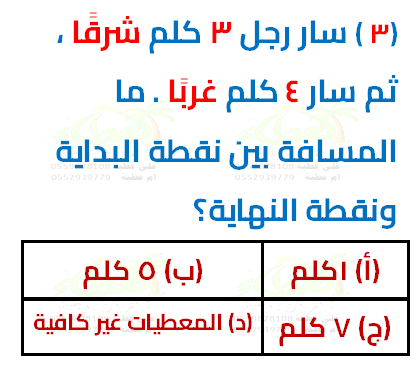 (٣) سار رجل ٣ كلم شرقًا ،
ثم سار ٤ كلم غربًا . ما
المسافة بين نقطة البداية
ونقطة النهاية؟
(أ) ١كلم
(ب) ٥ كلم
(ج) ٧ كلم
(د) المعطيات غير كافية